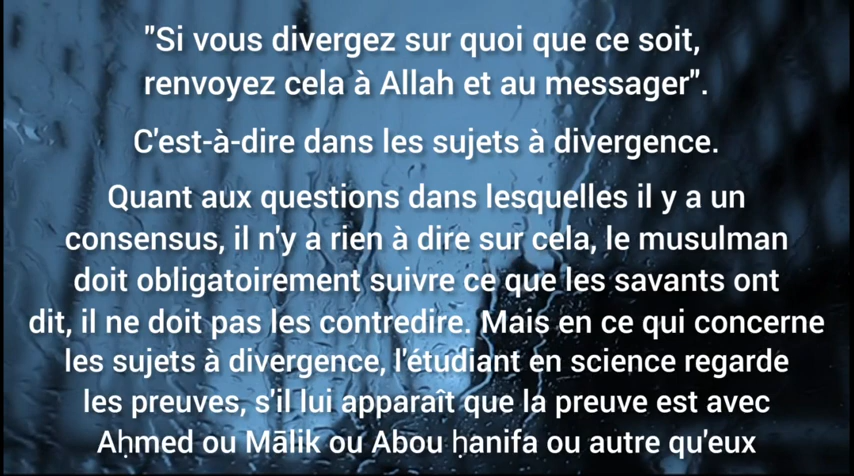 "Si vous divergez sur quoi que ce soit,
renvoyez cela à Allah et au messager".
C'est-à-dire dans les sujets à divergence.
Quant aux questions dans lesquelles il y a un
consensus, il n'y a rien à dire sur cela, le musulman
doit obligatoirement suivre ce que les savants ont
dit, il ne doit pas les contredire. Mais en ce qui concerne
les sujets à divergence, l'étudiant en science regarde
les preuves, s'il lui apparaît que la preuve est avec
Aḥmed ou Mālik ou Abou ḥanifa ou autre qu'eux